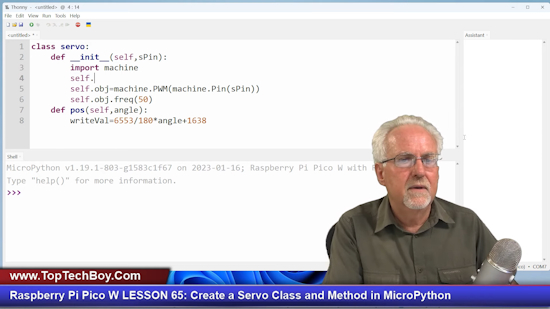 Thonny - <untitled> @ 4 : 14
File Edit View Run Tools Help
<untitled> *
Assistant
1 class servo:
2 def __init__(self,sPin):
3 import machine
4 self.
5 self.obj=machine.PWM(machine.Pin(sPin))
6 self.obj.freq(50)
7 def pos(self,angle):
8 writeVal=6553/180*angle+1638
Shell
MicroPython v1.19.1-803-g1583c1f67 on 2023-01-16; Raspberry Pi Pico W with
Type "help()" for more information.
>>>
COM7
www.TopTechBoy.Com
Raspberry Pi Pico W LESSON 65: Create a Servo Class and Method in MicroPython